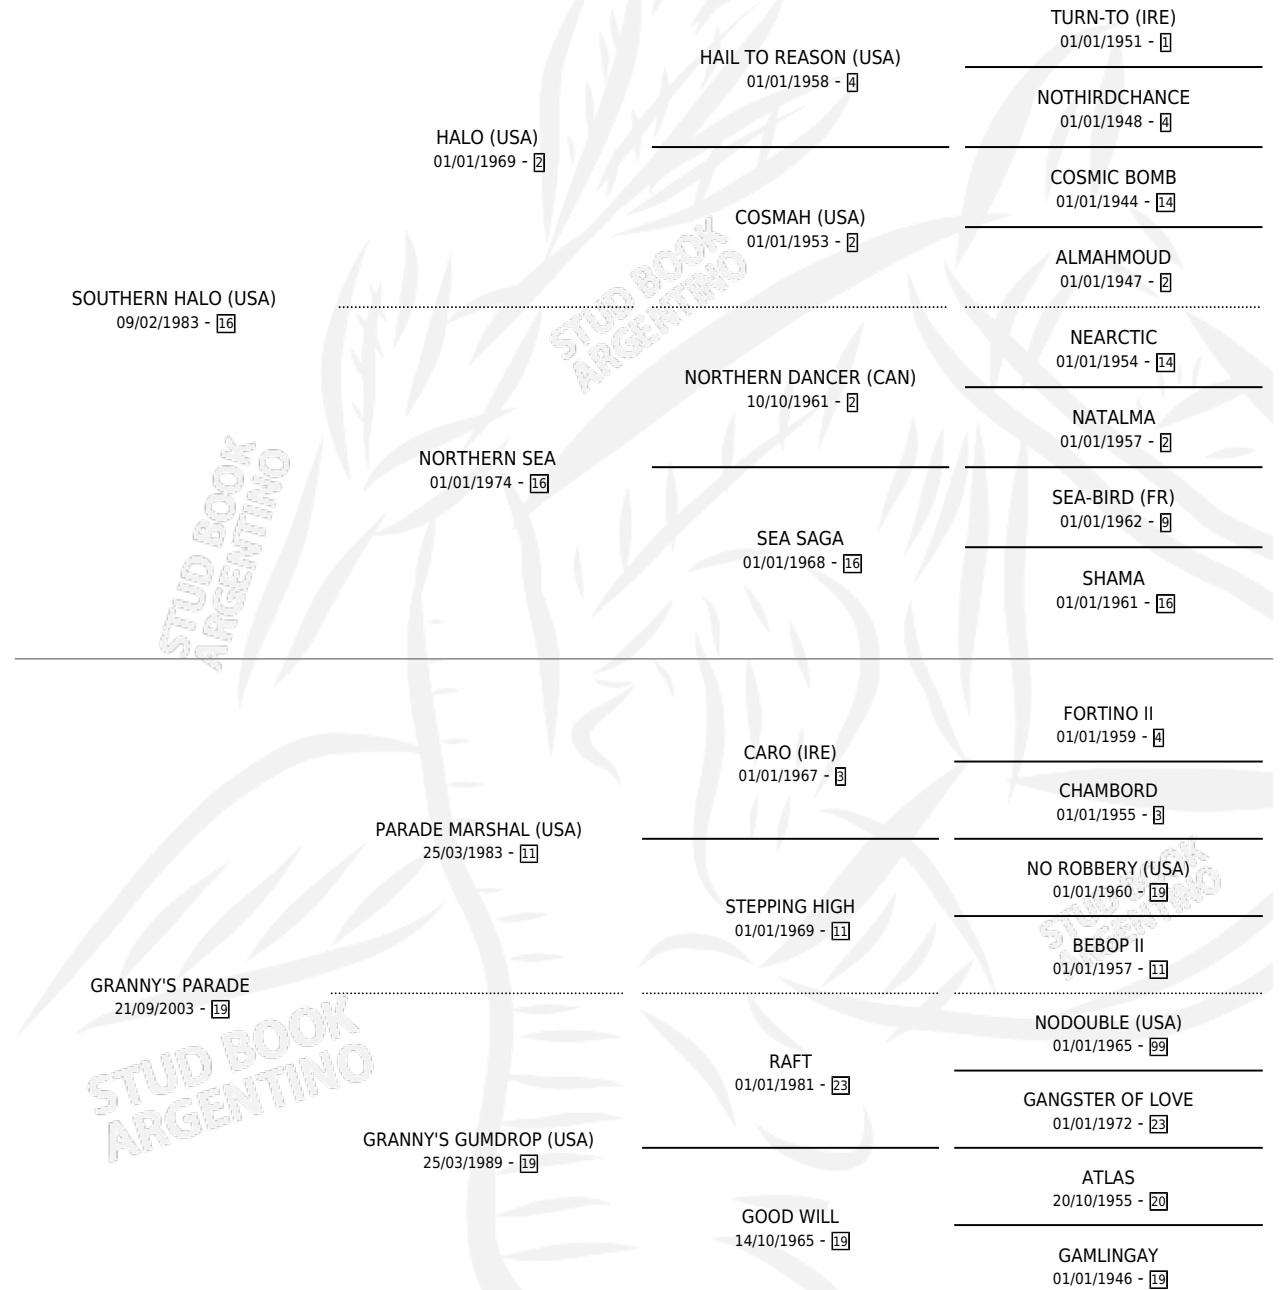 TURN-TO (IRE)
01/01/1951 - 1
HAIL TO REASON (USA)
01/01/1958 - 4
NOTHIRDCHANCE
01/01/1948 - 4
HALO (USA)
01/01/1969 - 2
COSMIC BOMB
01/01/1944 - 14
COSMAH (USA)
01/01/1953 - 2
ALMAHMOUD
01/01/1947 - 2
SOUTHERN HALO (USA)
09/02/1983 - 16
NEARCTIC
01/01/1954 - 14
NORTHERN DANCER (CAN)
10/10/1961 - 2
NATALMA
01/01/1957 - 2
NORTHERN SEA
01/01/1974 - 16
SEA-BIRD (FR)
01/01/1962 - 9
SEA SAGA
01/01/1968 - 16
SHAMA
01/01/1961 - 16
FORTINO II
01/01/1959 - 4
CARO (IRE)
01/01/1967 - 3
CHAMBORD
01/01/1955 - 3
PARADE MARSHAL (USA)
25/03/1983 - 11
NO ROBBERY (USA)
01/01/1960 - 19
STEPPING HIGH
01/01/1969 - 11
BEBOP II
01/01/1957 - 11
GRANNY'S PARADE
21/09/2003 - 19
NODOUBLE (USA)
01/01/1965 - 99
RAFT
01/01/1981 - 23
GANGSTER OF LOVE
01/01/1972 - 23
GRANNY'S GUMDROP (USA)
25/03/1989 - 19
ATLAS
20/10/1955 - 20
GOOD WILL
14/10/1965 - 19
GAMLINGAY
01/01/1946 - 19
STUD BOOK
ARGENTINO
STUD BOOK
ARGENTINO
STUD BOOK
ARGENTINO
STUD BOOK
ARGENTINO